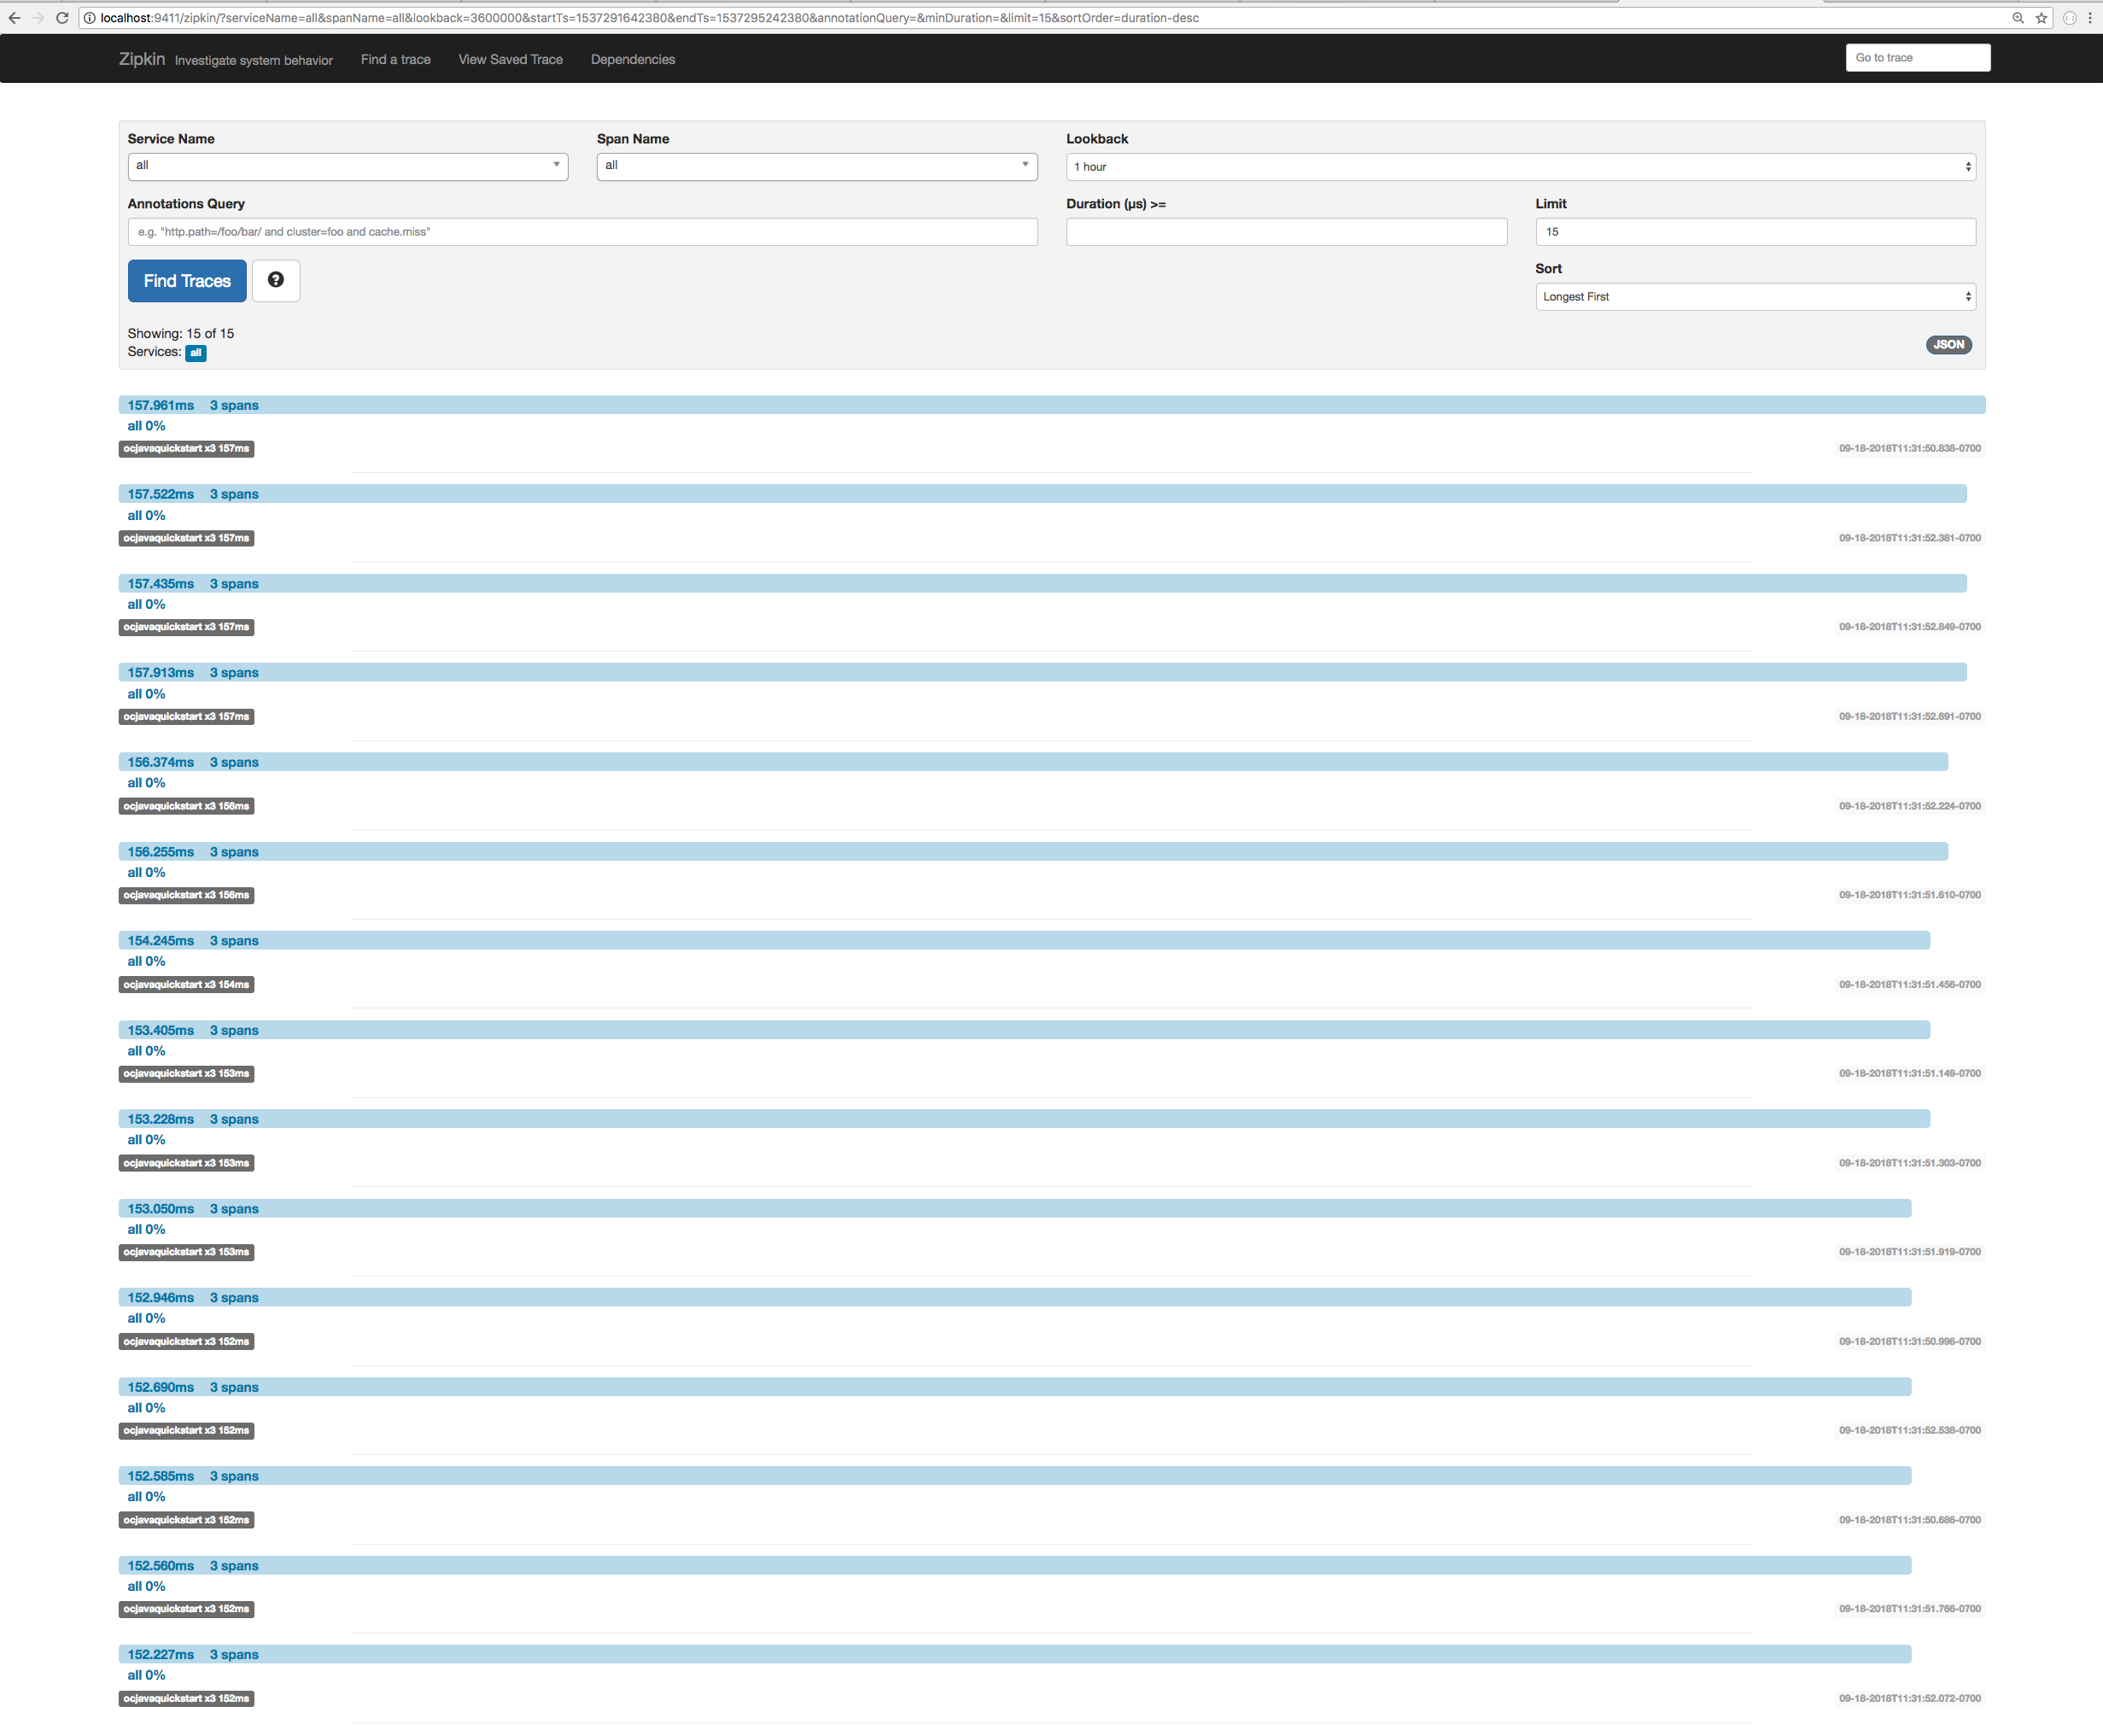 localhost:9411/zipkin/?serviceName=all&spanName=all&lookback=3600000&startTs=1537291642380&endTs=1537295242380&annotationQuery=&minDuration=&limit=15&sortOrder=duration-desc
Zipkin Investigate system behavior Find a trace View Saved Trace Dependencies Go to trace
Service Name Span Name Lookback
all all 1 hour
Annotations Query Duration (μs) >= Limit
e.g. "http.path=/foo/bar/ and cluster=foo and cache.miss" 15
Find Traces ? Sort
Longest First
Showing: 15 of 15
Services: all JSON
157.961ms 3 spans
all 0%
ocjavaquickstart x3 157ms 09-18-2018T11:31:50.838-0700
157.522ms 3 spans
all 0%
ocjavaquickstart x3 157ms 09-18-2018T11:31:52.381-0700
157.435ms 3 spans
all 0%
ocjavaquickstart x3 157ms 09-18-2018T11:31:52.849-0700
157.913ms 3 spans
all 0%
ocjavaquickstart x3 157ms 09-18-2018T11:31:52.691-0700
156.374ms 3 spans
all 0%
ocjavaquickstart x3 156ms 09-18-2018T11:31:52.224-0700
156.255ms 3 spans
all 0%
ocjavaquickstart x3 156ms 09-18-2018T11:31:51.610-0700
154.245ms 3 spans
all 0%
ocjavaquickstart x3 154ms 09-18-2018T11:31:51.456-0700
153.405ms 3 spans
all 0%
ocjavaquickstart x3 153ms 09-18-2018T11:31:51.149-0700
153.228ms 3 spans
all 0%
ocjavaquickstart x3 153ms 09-18-2018T11:31:51.303-0700
153.050ms 3 spans
all 0%
ocjavaquickstart x3 153ms 09-18-2018T11:31:51.919-0700
152.946ms 3 spans
all 0%
ocjavaquickstart x3 152ms 09-18-2018T11:31:50.996-0700
152.690ms 3 spans
all 0%
ocjavaquickstart x3 152ms 09-18-2018T11:31:52.538-0700
152.585ms 3 spans
all 0%
ocjavaquickstart x3 152ms 09-18-2018T11:31:50.686-0700
152.560ms 3 spans
all 0%
ocjavaquickstart x3 152ms 09-18-2018T11:31:51.766-0700
152.227ms 3 spans
all 0%
ocjavaquickstart x3 152ms 09-18-2018T11:31:52.072-0700